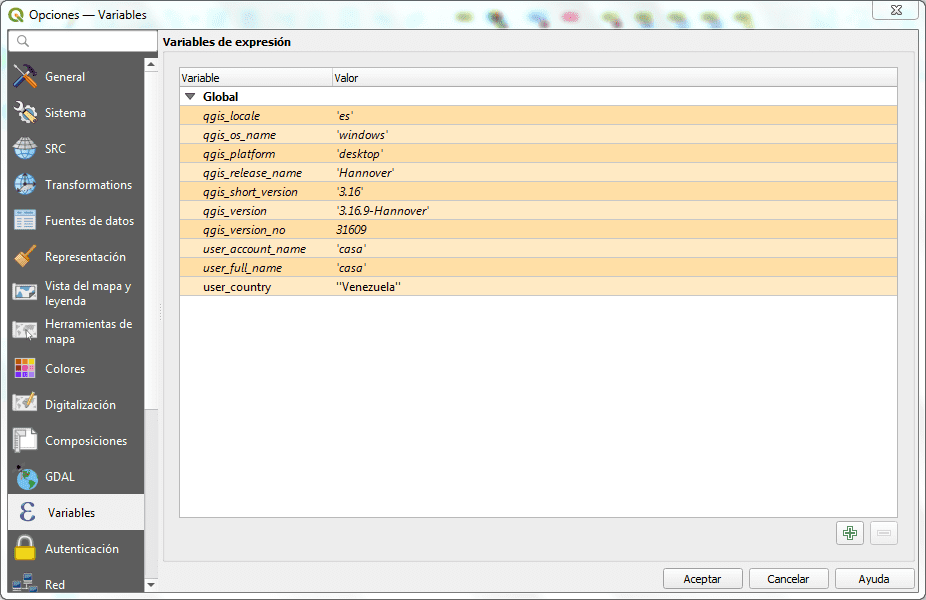 Opciones — Variables
Variables de expresión
General
Sistema
SRC
Transformations
Fuentes de datos
Representación
Vista del mapa y
leyenda
Herramientas de
mapa
Colores
Digitalización
Composiciones
GDAL
Variables
Autenticación
Red
Variable Valor
Global
qgis_locale 'es'
qgis_os_name 'windows'
qgis_platform 'desktop'
qgis_release_name 'Hannover'
qgis_short_version '3.16'
qgis_version '3.16.9-Hannover'
qgis_version_no 31609
user_account_name 'casa'
user_full_name 'casa'
user_country ''Venezuela''
Aceptar Cancelar Ayuda